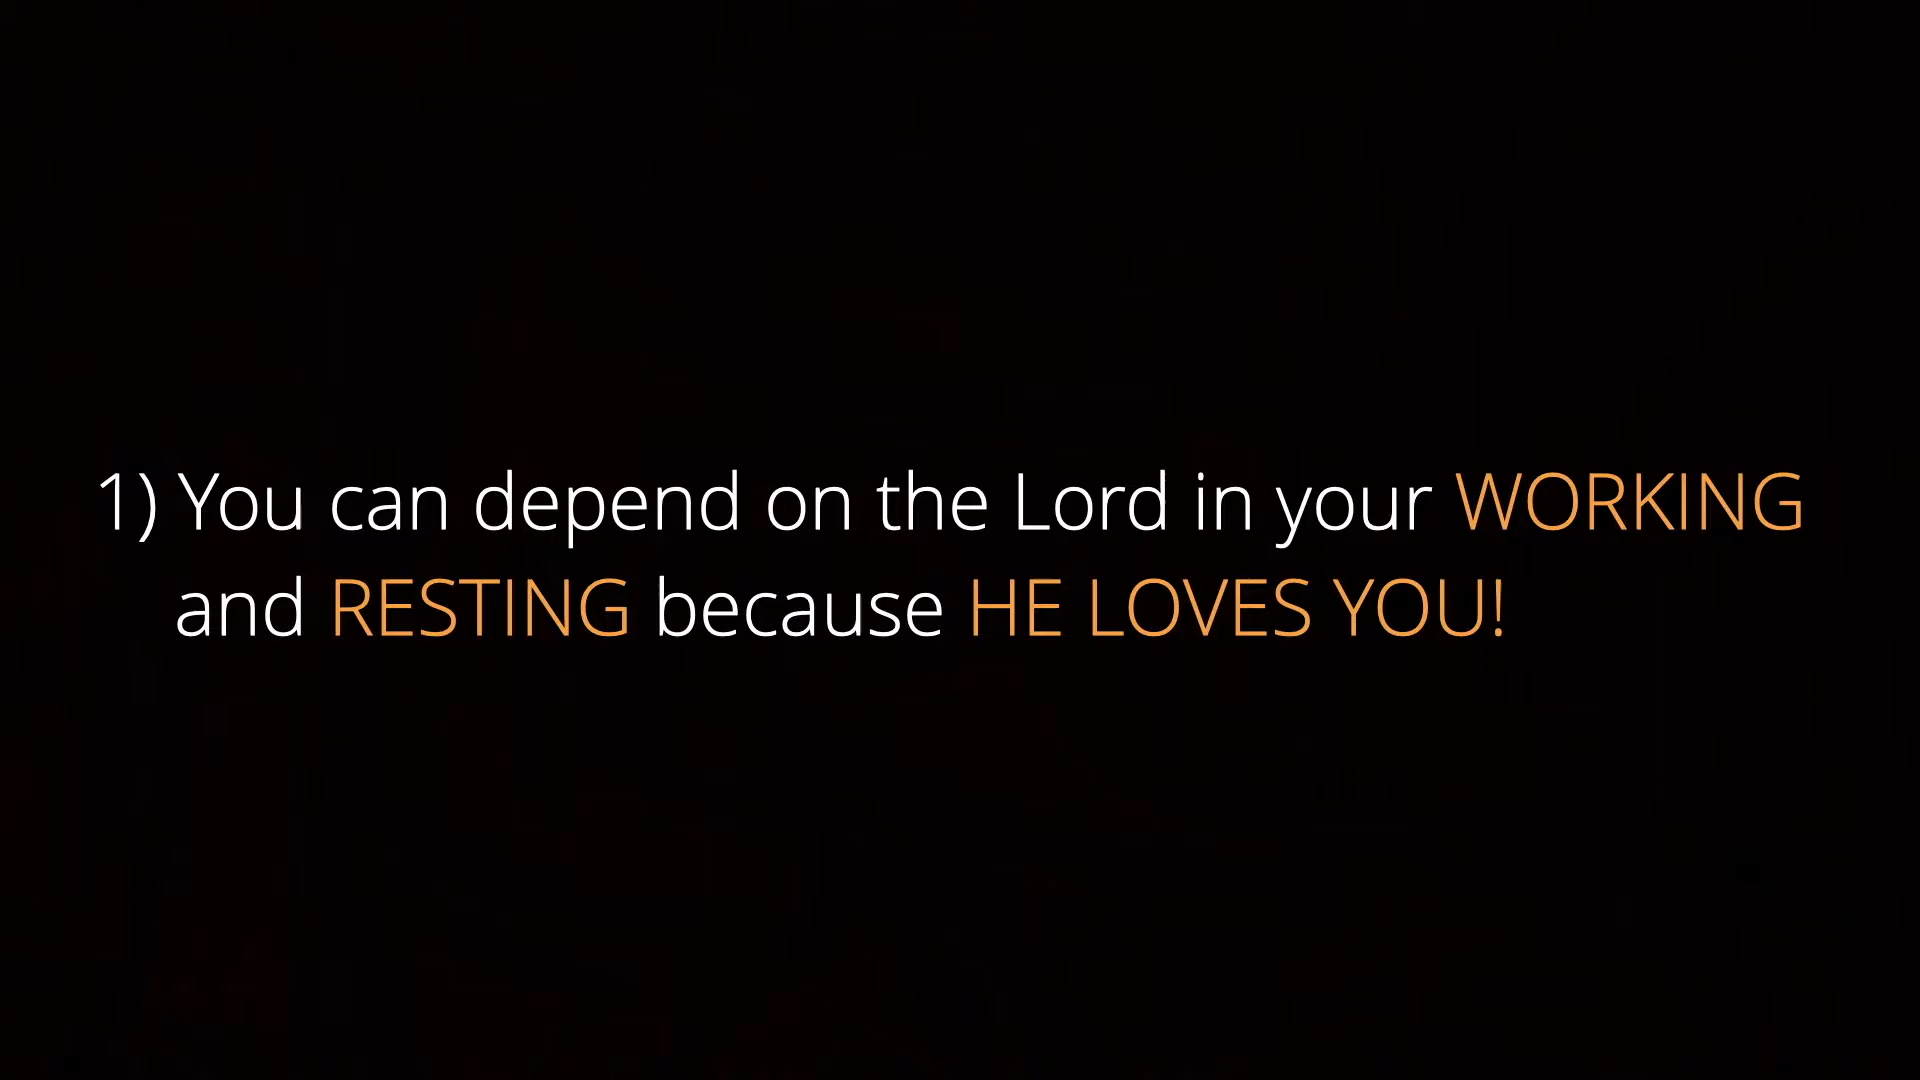 1) You can depend on the Lord in your WORKING
and RESTING because HE LOVES YOU!